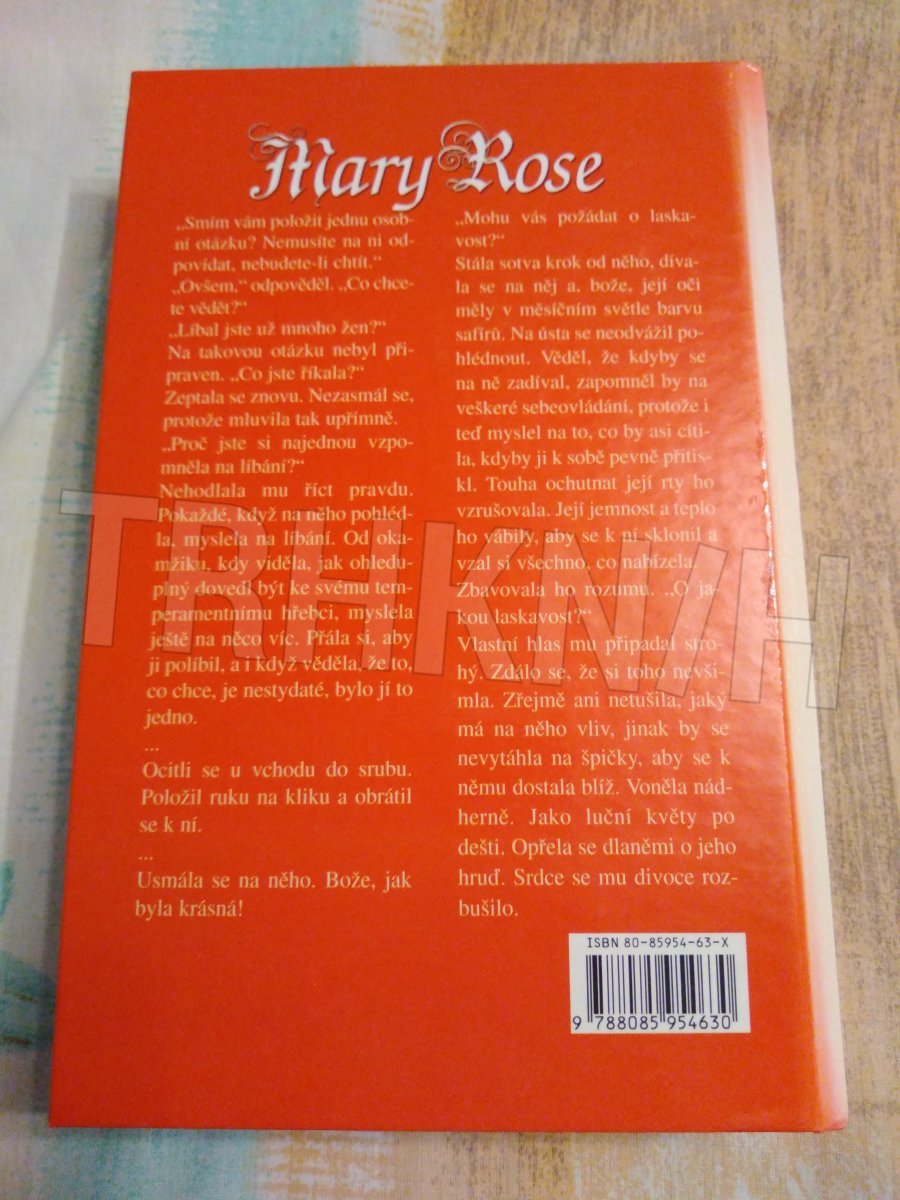 Mary Rose
„Smím vám položit jednu osob-
ní otázku? Nemusíte na ni od-
povídat, nebudete-li chtít.“
„Ovšem,“ odpověděl. „Co chce-
te vědět?“
„Líbal jste už mnoho žen?“
Na takovou otázku nebyl při-
praven. „Co jste říkala?“
Zeptala se znovu. Nezasmál se,
protože mluvila tak upřímně.
„Proč jste si najednou vzpo-
mněla na líbání?“
Nehodlala mu říct pravdu.
Pokaždé, když na něho pohléd-
la, myslela na líbání. Od oka-
mžiku, kdy viděla, jak ohledu-
plný dovedl být ke svému tem-
peramentnímu hřebci, myslela
ještě na něco víc. Přála si, aby
ji políbil, a i když věděla, že to,
co chce, je nestydaté, bylo jí to
jedno.
...
Ocitli se u vchodu do srubu.
Položil ruku na kliku a obrátil
se k ní.
...
Usmála se na něho. Bože, jak
byla krásná!
„Mohu vás požádat o laska-
vost?“
Stála sotva krok od něho, díva-
la se na něj a, bože, její oči
měly v měsíčním světle barvu
safírů. Na ústa se neodvážil po-
hlédnout. Věděl, že kdyby se
na ně zadíval, zapomněl by na
veškeré sebeovládání, protože i
teď myslel na to, co by asi cíti-
la, kdyby ji k sobě pevně přitis-
kl. Touha ochutnat její rty ho
vzrušovala. Její jemnost a teplo
ho vábily, aby se k ní sklonil a
vzal si všechno, co nabízela.
Zbavovala ho rozumu. „O ja-
kou laskavost?“
Vlastní hlas mu připadal stro-
hý. Zdálo se, že si toho nevši-
mla. Zřejmě ani netušila, jaký
má na něho vliv, jinak by se
nevytáhla na špičky, aby se k
němu dostala blíž. Voněla nád-
herně. Jako luční květy po
dešti. Opřela se dlaněmi o jeho
hruď. Srdce se mu divoce roz-
bušilo.
ISBN 80-85954-63-X
9 788085 954630
TRHKNIH